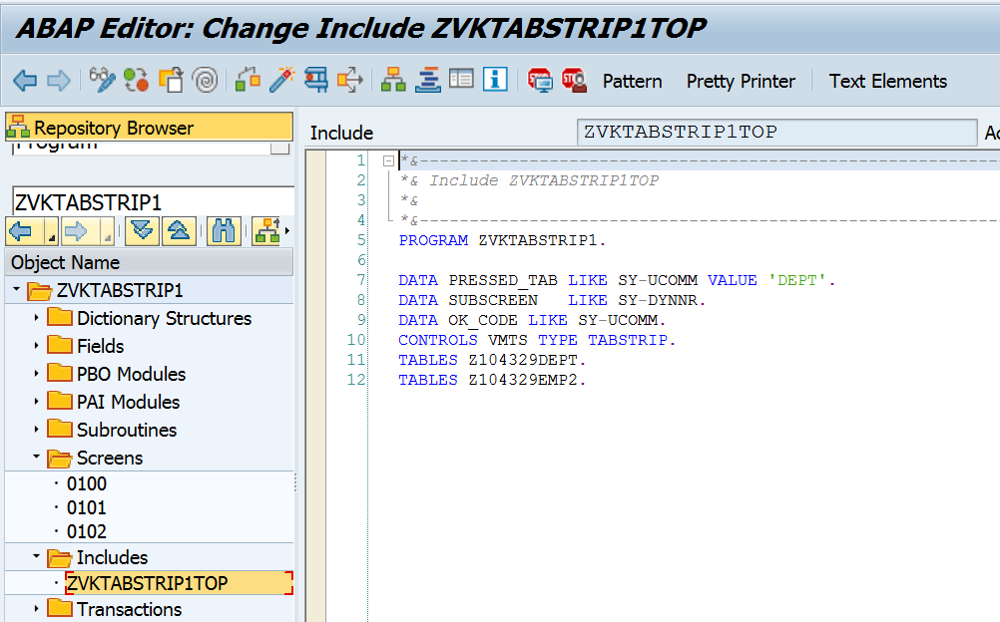 ABAP Editor: Change Include ZVKTABSTRIP1TOP
Pattern Pretty Printer Text Elements
Repository Browser
Program
ZVKTABSTRIP1
Object Name
ZVKTABSTRIP1
Dictionary Structures
Fields
PBO Modules
PAI Modules
Subroutines
Screens
0100
0101
0102
Includes
ZVKTABSTRIP1TOP
Transactions
Include ZVKTABSTRIP1TOP
1 *&---------------------------------------------------------------------
2 *& Include ZVKTABSTRIP1TOP
3 *&
4 *&---------------------------------------------------------------------
5 PROGRAM ZVKTABSTRIP1.
6
7 DATA PRESSED_TAB LIKE SY-UCOMM VALUE 'DEPT'.
8 DATA SUBSCREEN   LIKE SY-DYNNR.
9 DATA OK_CODE LIKE SY-UCOMM.
10 CONTROLS VMTS TYPE TABSTRIP.
11 TABLES Z104329DEPT.
12 TABLES Z104329EMP2.